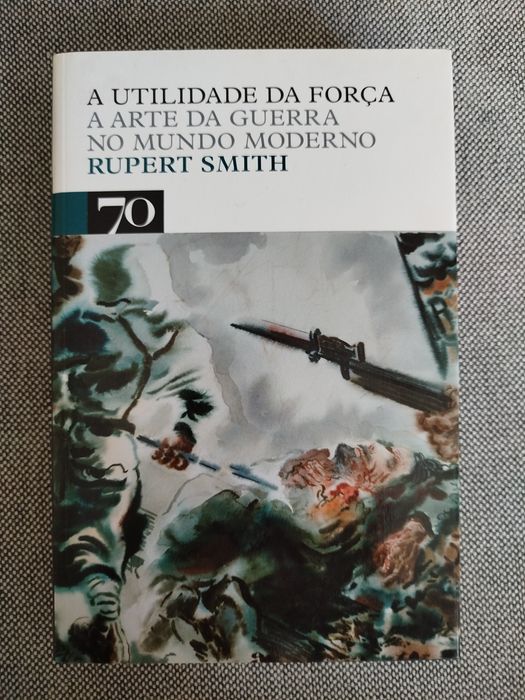 A UTILIDADE DA FORÇA
A ARTE DA GUERRA
NO MUNDO MODERNO
RUPERT SMITH
70
R